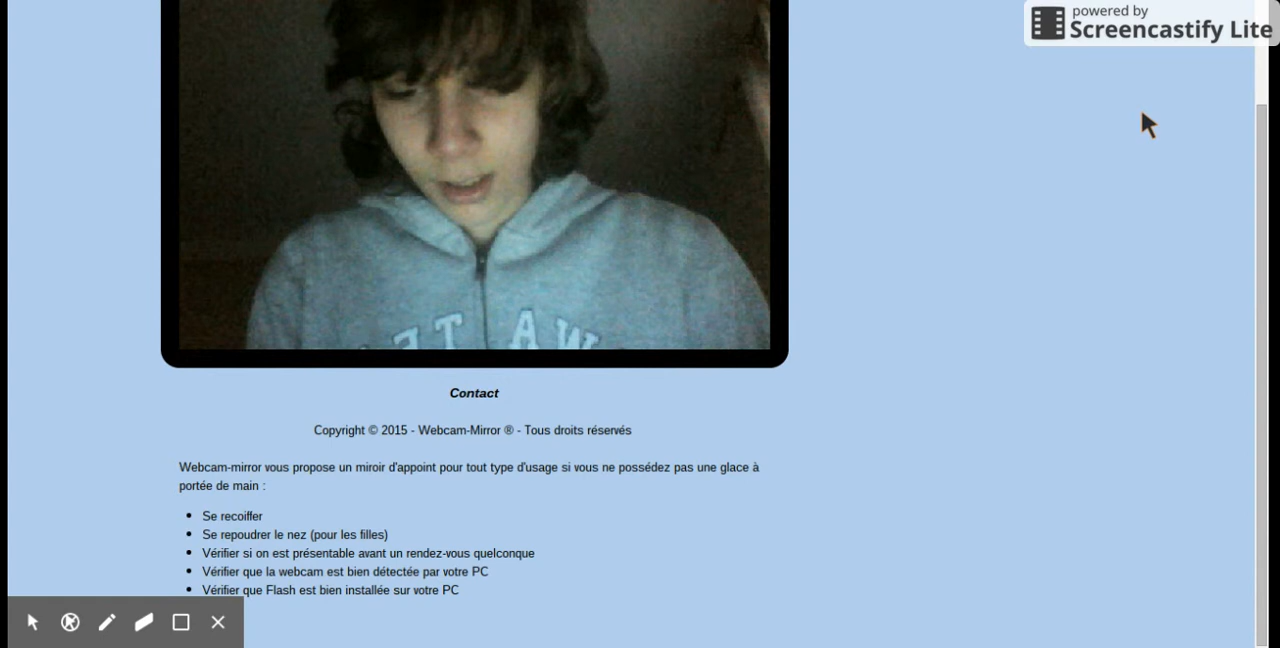 powered by
Screencastify Lite
Contact
Copyright © 2015 - Webcam-Mirror ® - Tous droits réservés
Webcam-mirror vous propose un miroir d'appoint pour tout type d'usage si vous ne possédez pas une glace à
portée de main :
Se recoiffer
Se repoudrer le nez (pour les filles)
Vérifier si on est présentable avant un rendez-vous quelconque
Vérifier que la webcam est bien détectée par votre PC
Vérifier que Flash est bien installée sur votre PC